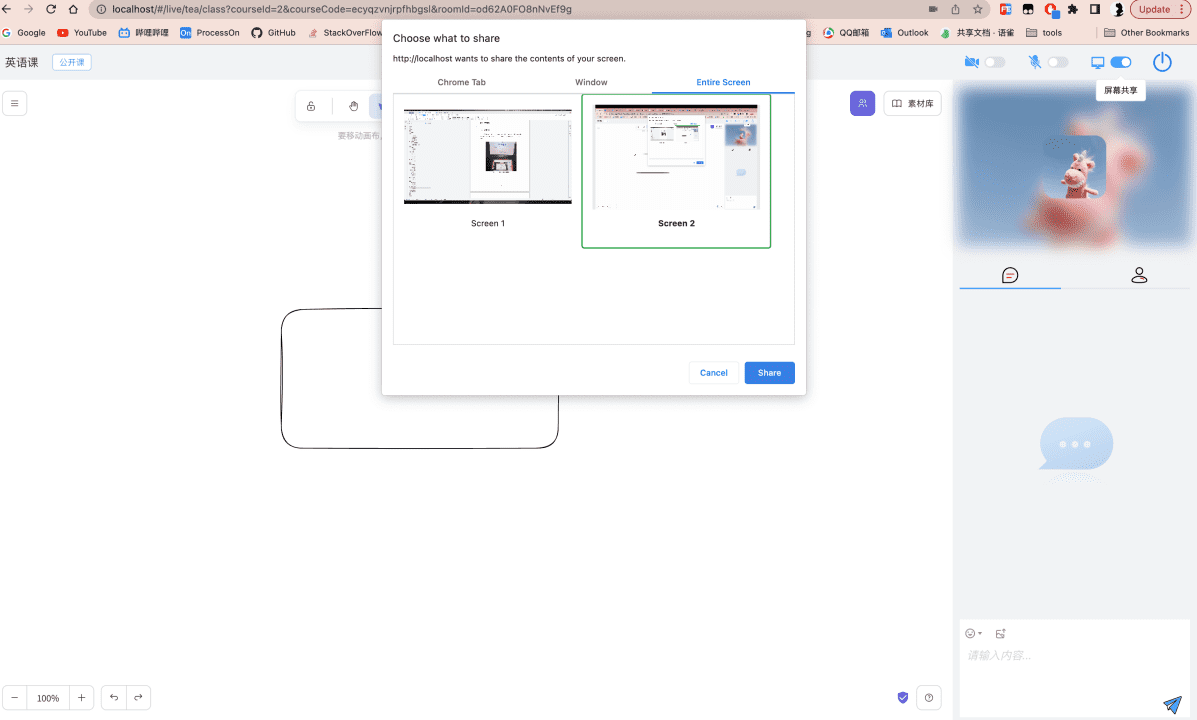 localhost/#/live/tea/class?courseId=2&courseCode=ecyqzvnjrpfhbgsl&roomId=od62A0FO8nNvEf9g
Update
Google YouTube 哔哩哔哩 ProcessOn GitHub StackOverFlow
g QQ邮箱 Outlook 共享文档 · 语雀 tools Other Bookmarks
英语课 公开课
屏幕共享
素材库
要移动画布
Choose what to share
http://localhost wants to share the contents of your screen.
Chrome Tab Window Entire Screen
Screen 1 Screen 2
Cancel Share
请输入内容...
100%